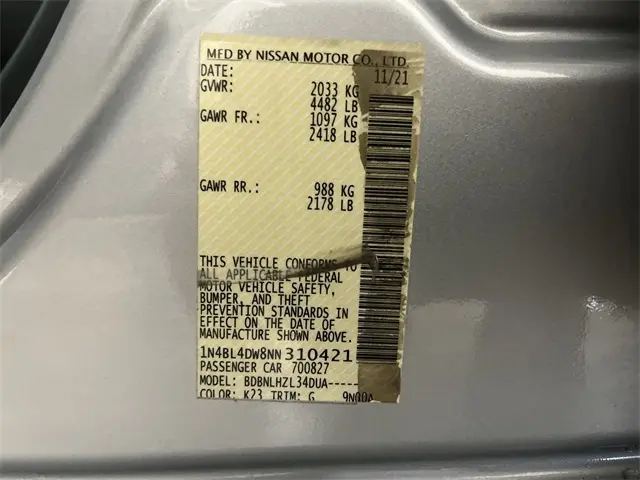 MFD BY NISSAN MOTOR CO., LTD.
DATE: 11/21
GVWR: 2033 KG
4482 LB
GAWR FR.: 1097 KG
2418 LB
GAWR RR.: 988 KG
2178 LB
THIS VEHICLE CONFORMS TO
ALL APPLICABLE FEDERAL
MOTOR VEHICLE SAFETY,
BUMPER, AND THEFT
PREVENTION STANDARDS IN
EFFECT ON THE DATE OF
MANUFACTURE SHOWN ABOVE.
1N4BL4DW8NN310421
PASSENGER CAR 700827
MODEL: BDBNLHZL34DUA-----
COLOR: K23 TRIM: G